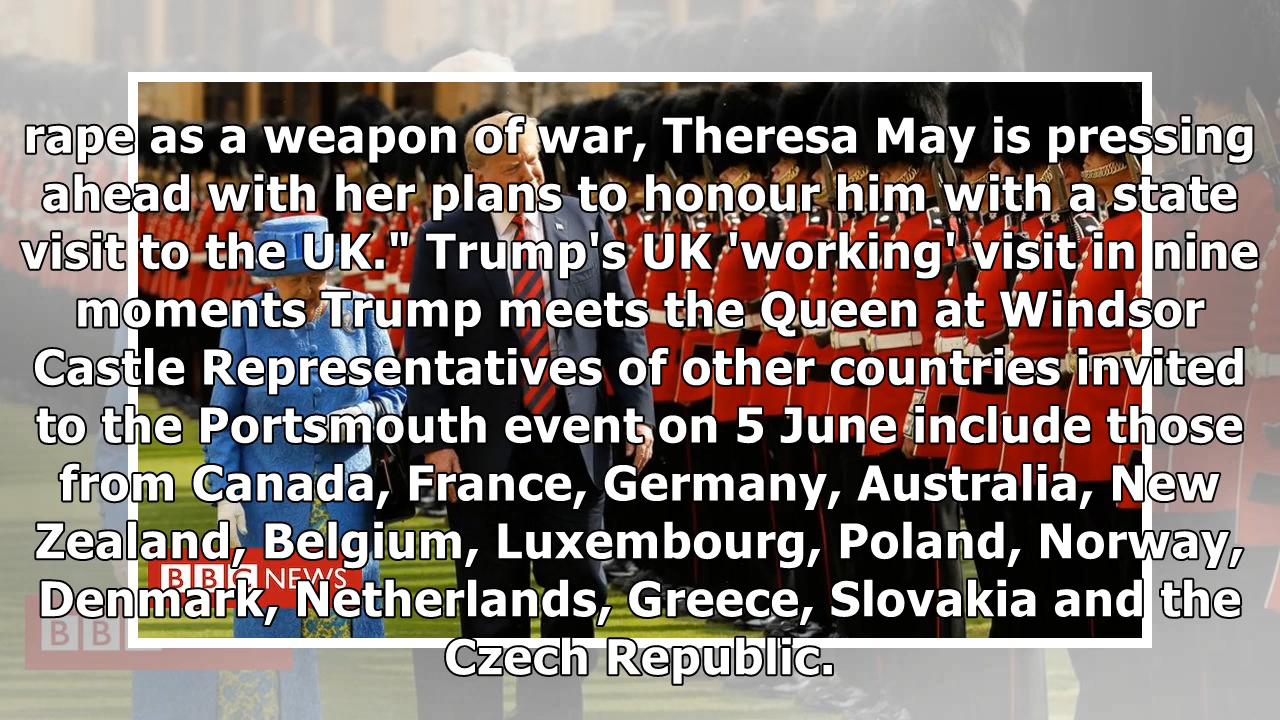 rape as a weapon of war, Theresa May is pressing
ahead with her plans to honour him with a state
visit to the UK." Trump's UK 'working' visit in nine
moments Trump meets the Queen at Windsor
Castle Representatives of other countries invited
to the Portsmouth event on 5 June include those
from Canada, France, Germany, Australia, New
Zealand, Belgium, Luxembourg, Poland, Norway,
BBC NEWS
Denmark, Netherlands, Greece, Slovakia and the
BB
Czech Republic.